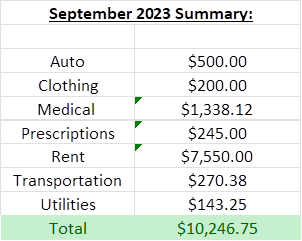 September 2023 Summary:
Auto $500.00
Clothing $200.00
Medical $1,338.12
Prescriptions $245.00
Rent $7,550.00
Transportation $270.38
Utilities $143.25
Total $10,246.75